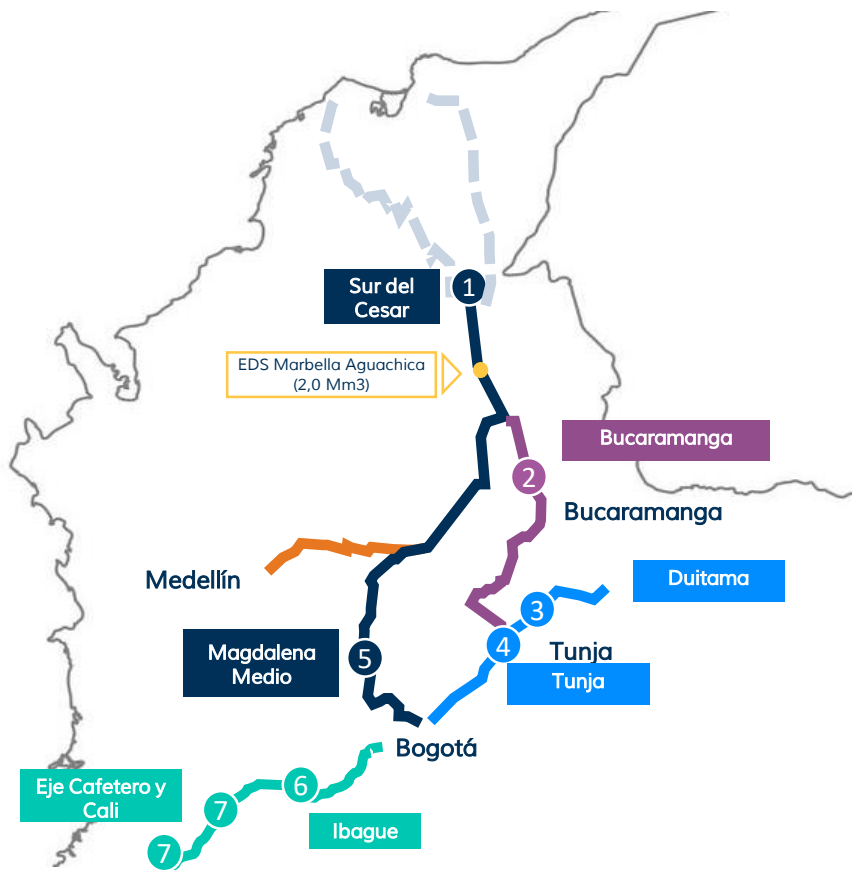 Sur del
Cesar
1
EDS Marbella Aguachica
(2,0 Mm3)
Bucaramanga
2
Bucaramanga
Medellín
Duitama
3
4
Tunja
Tunja
Magdalena
Medio
5
Bogotá
Eje Cafetero y
Cali
6
7
Ibague
7